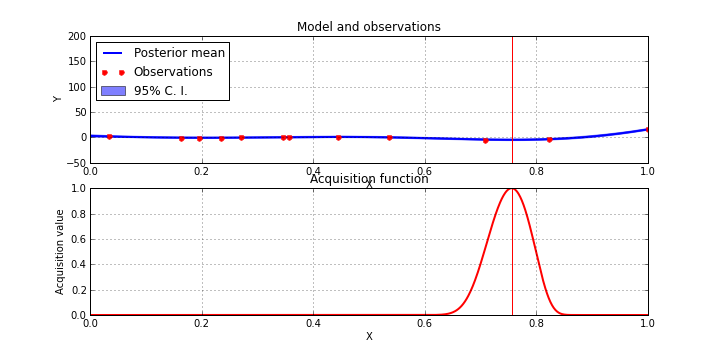 Model and observations
200
150
100
50
0
−50
Y
Posterior mean
Observations
95% C. I.
0.0 0.2 0.4 0.6 0.8 1.0
X
Acquisition function
1.0
0.8
0.6
0.4
0.2
0.0
Acquisition value
0.0 0.2 0.4 0.6 0.8 1.0
X